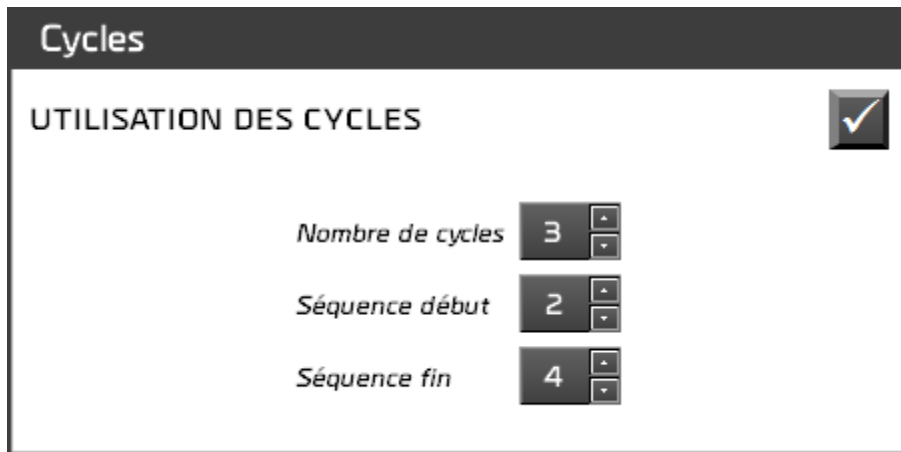 Cycles
UTILISATION DES CYCLES
Nombre de cycles 3
Séquence début 2
Séquence fin 4